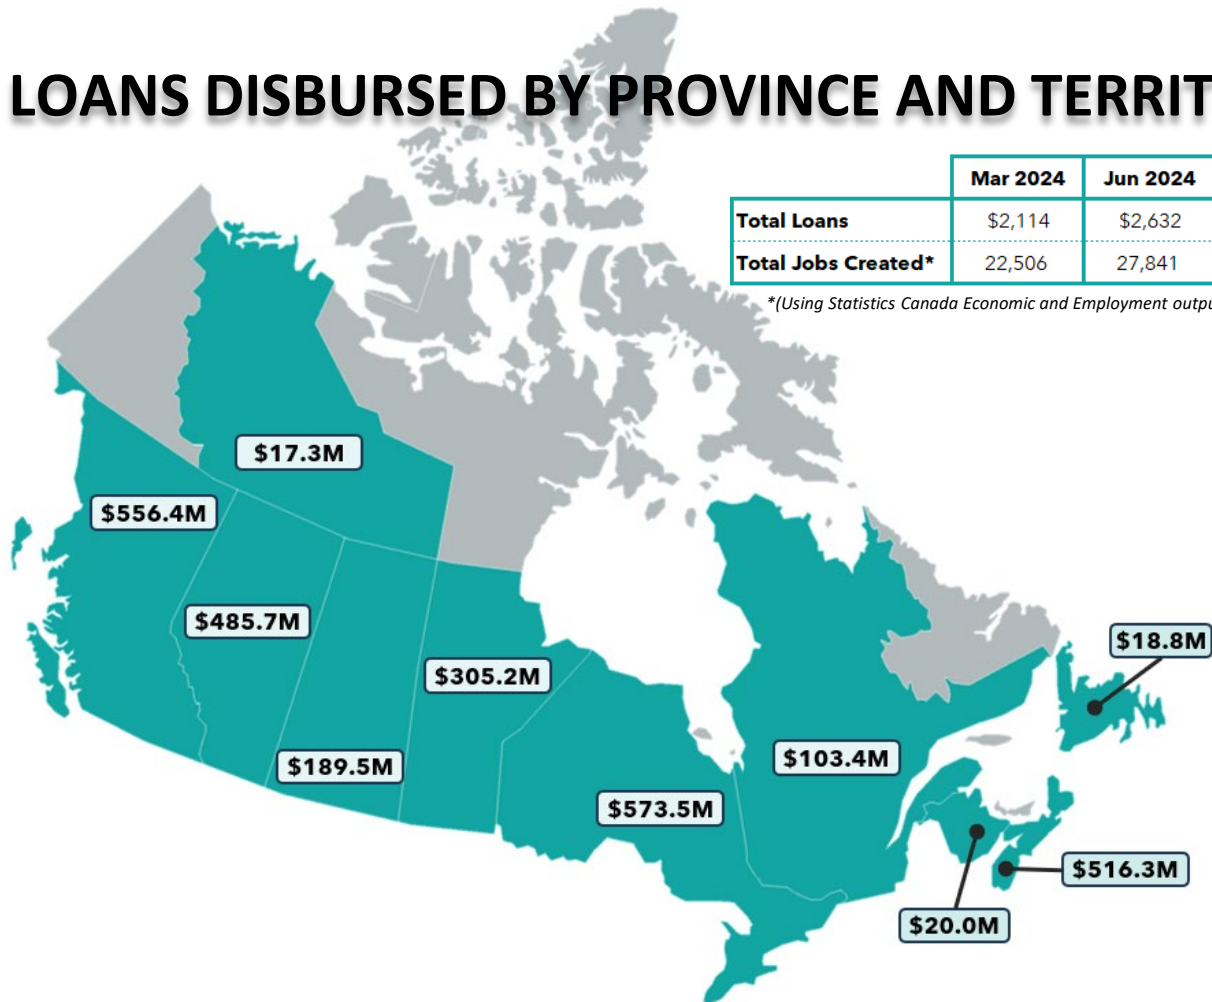 LOANS DISBURSED BY PROVINCE AND TERRIT
Mar 2024 Jun 2024
Total Loans $2,114 $2,632
Total Jobs Created* 22,506 27,841
*(Using Statistics Canada Economic and Employment outpu
$17.3M
$556.4M
$485.7M
$18.8M
$305.2M
$103.4M
$189.5M
$573.5M
$516.3M
$20.0M